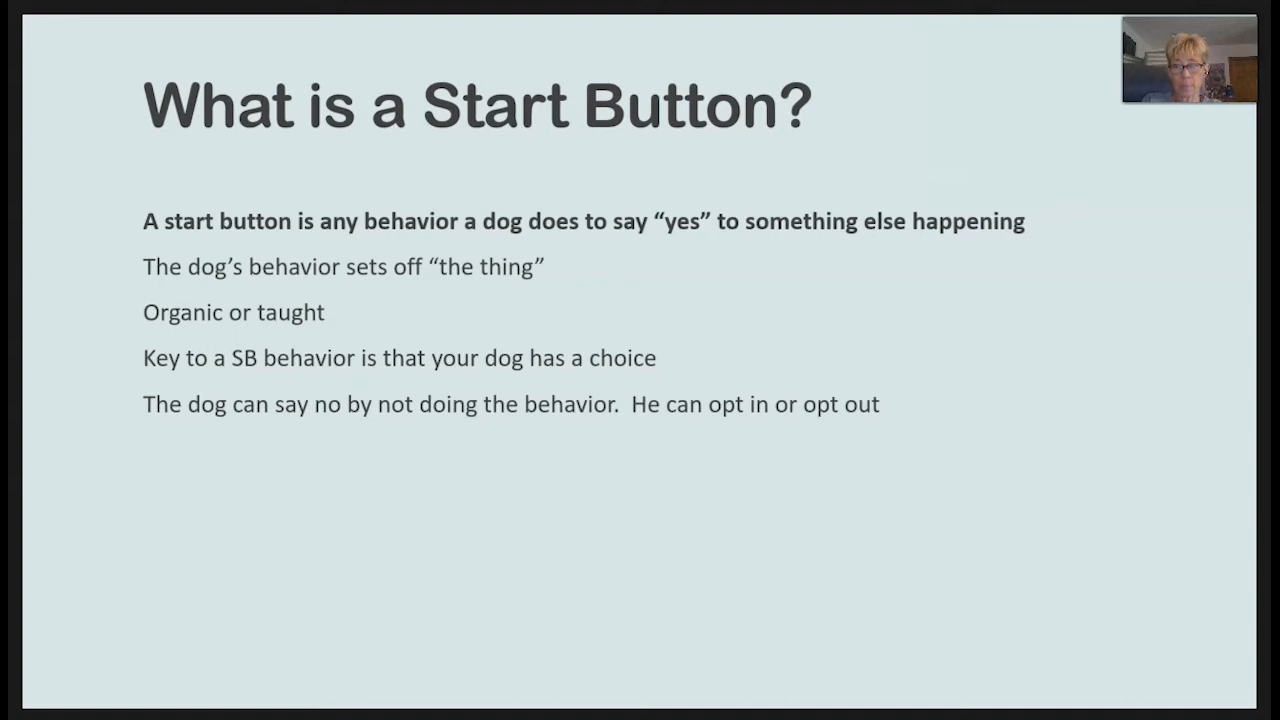 What is a Start Button?
A start button is any behavior a dog does to say “yes” to something else happening
The dog’s behavior sets off “the thing”
Organic or taught
Key to a SB behavior is that your dog has a choice
The dog can say no by not doing the behavior.  He can opt in or opt out